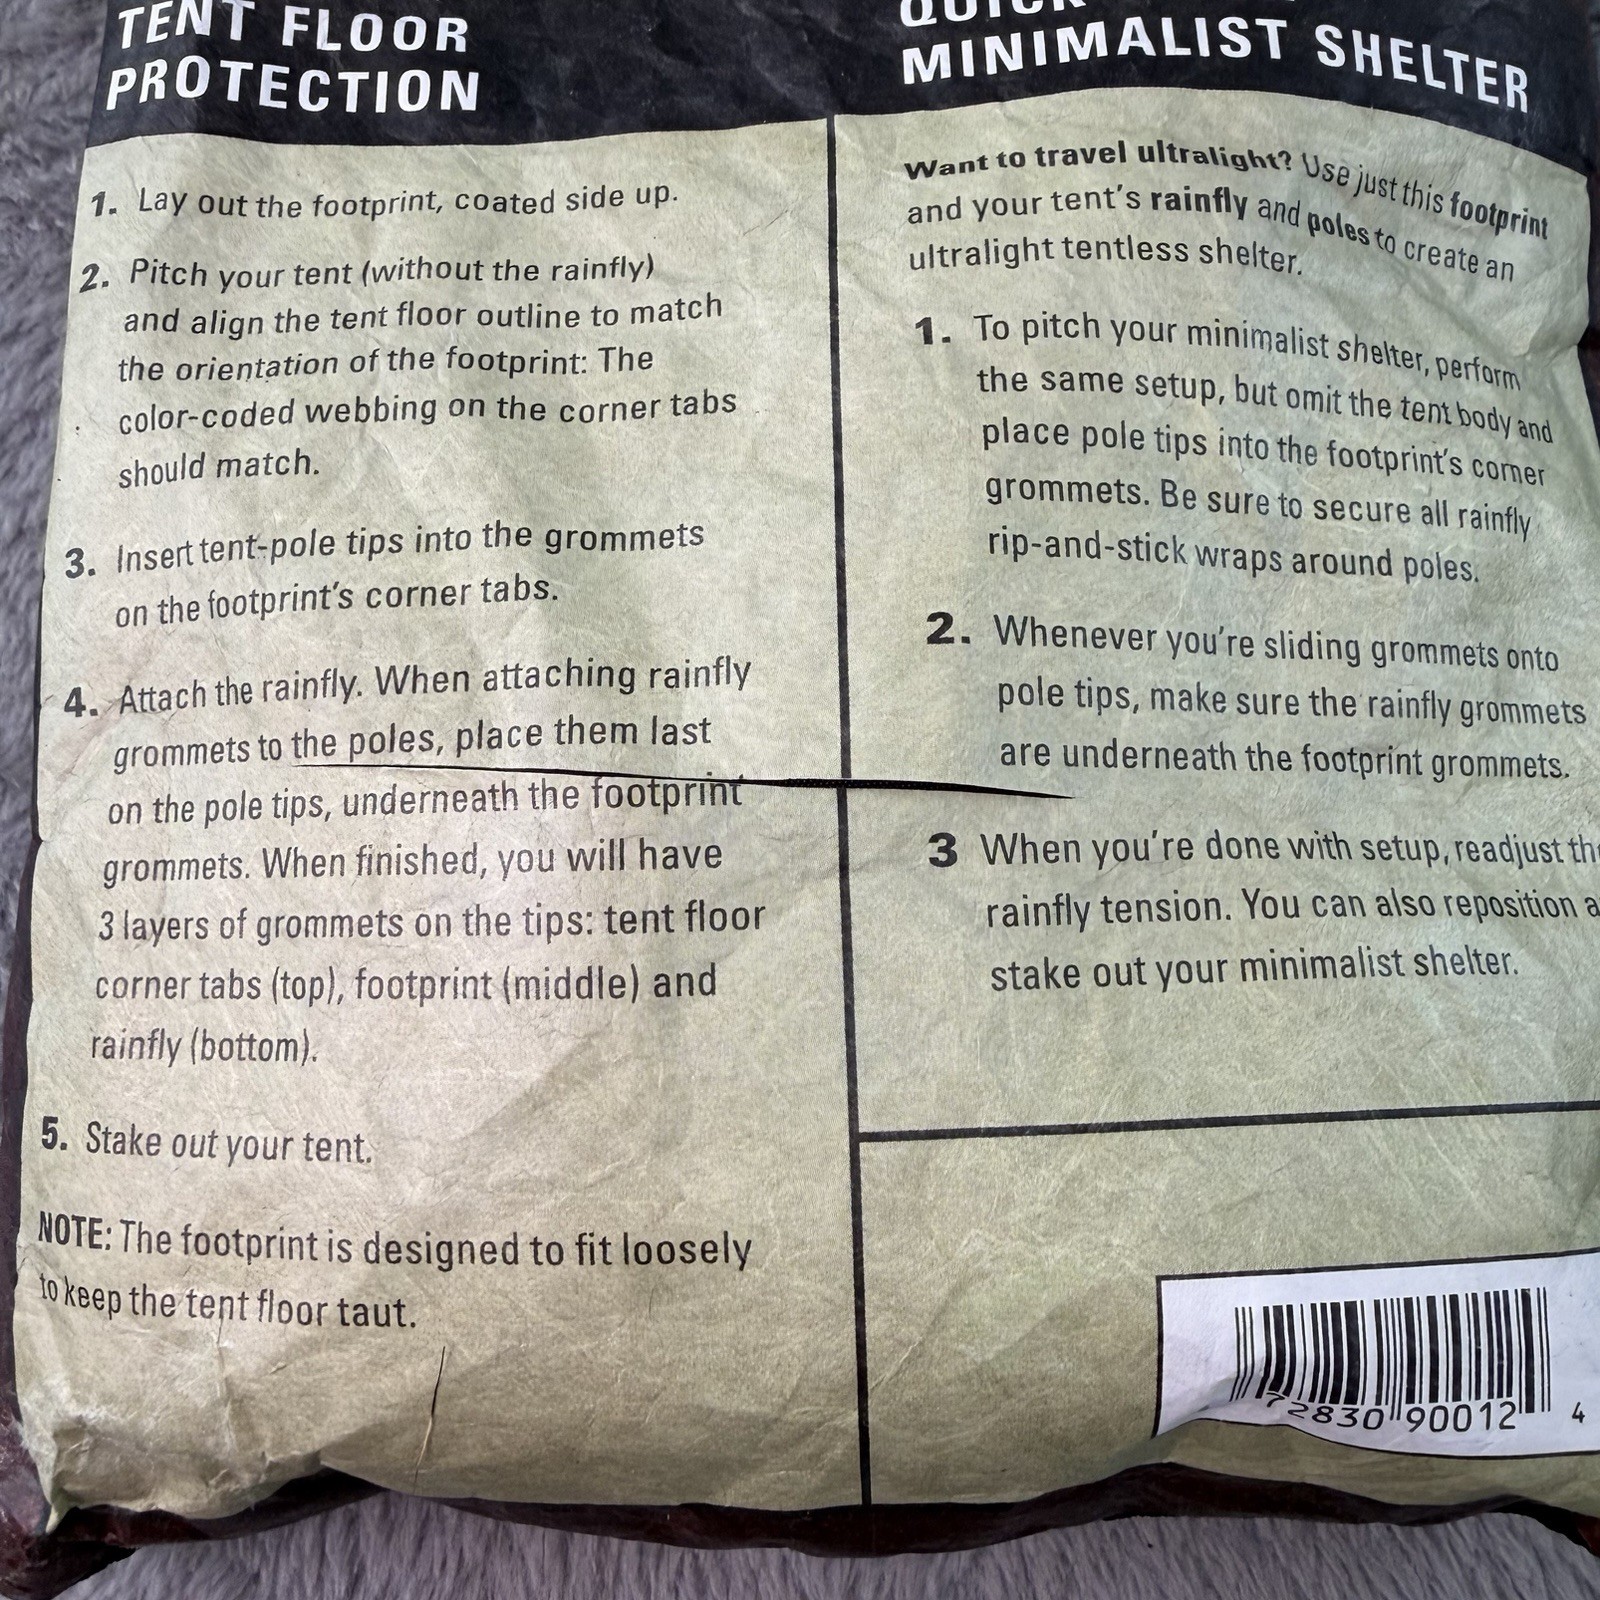 TENT FLOOR
PROTECTION
1. Lay out the footprint, coated side up.
2. Pitch your tent (without the rainfly)
and align the tent floor outline to match
the orientation of the footprint: The
color-coded webbing on the corner tabs
should match.
3. Insert tent-pole tips into the grommets
on the footprint's corner tabs.
4. Attach the rainfly. When attaching rainfly
grommets to the poles, place them last
on the pole tips, underneath the footprint
grommets. When finished, you will have
3 layers of grommets on the tips: tent floor
corner tabs (top), footprint (middle) and
rainfly (bottom).
5. Stake out your tent.
NOTE: The footprint is designed to fit loosely
to keep the tent floor taut.
QUICK
MINIMALIST SHELTER
Want to travel ultralight? Use just this footprint
and your tent's rainfly and poles to create an
ultralight tentless shelter.
1. To pitch your minimalist shelter, perform
the same setup, but omit the tent body and
place pole tips into the footprint's corner
grommets. Be sure to secure all rainfly
rip-and-stick wraps around poles.
2. Whenever you're sliding grommets onto
pole tips, make sure the rainfly grommets
are underneath the footprint grommets.
3 When you're done with setup, readjust
rainfly tension. You can also reposition
stake out your minimalist shelter.
72830 90012 4